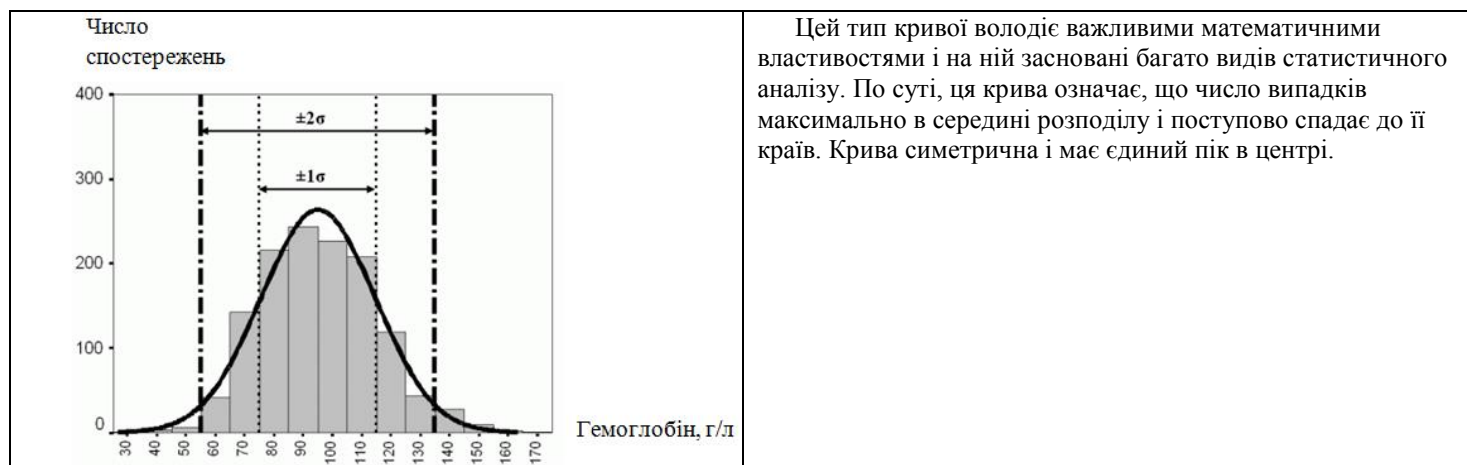 Число
спостережень
400
±2σ
300
±1σ
200
100
0
Гемоглобін, г/л
30 40 50 60 70 80 90 100 110 120 130 140 150 160 170
Цей тип кривої володіє важливими математичними
властивостями і на ній засновані багато видів статистичного
аналізу. По суті, ця крива означає, що число випадків
максимально в середині розподілу і поступово спадає до її
країв. Крива симетрична і має єдиний пік в центрі.